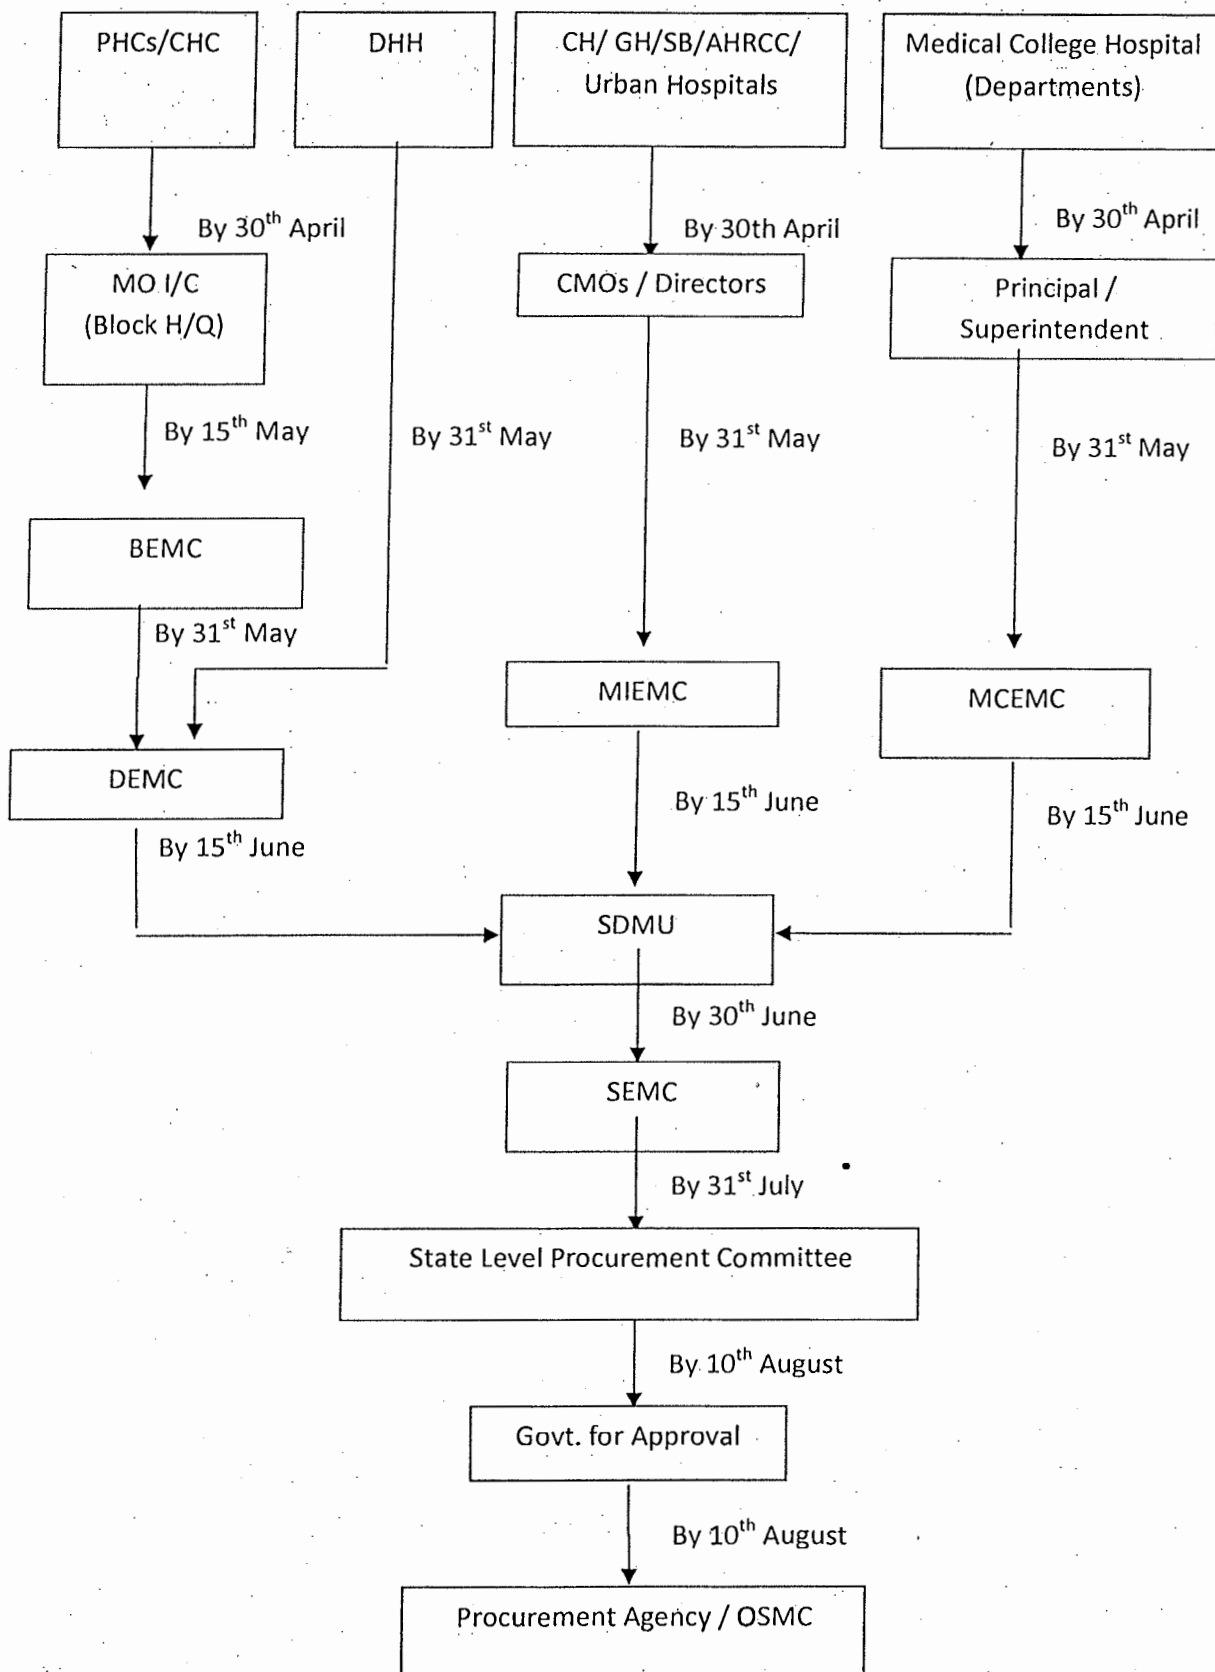 PHCs/CHC
DHH
CH/ GH/SB/AHRCC/
Urban Hospitals
Medical College Hospital
(Departments)
By 30th April
By 30th April
By 30th April
MO I/C
(Block H/Q)
CMOs / Directors
Principal /
Superintendent
By 15th May
By 31st May
By 31st May
By 31st May
BEMC
By 31st May
MIEMC
MCEMC
DEMC
By 15th June
By 15th June
By 15th June
SDMU
By 30th June
SEMC
By 31st July
State Level Procurement Committee
By 10th August
Govt. for Approval
By 10th August
Procurement Agency / OSMC